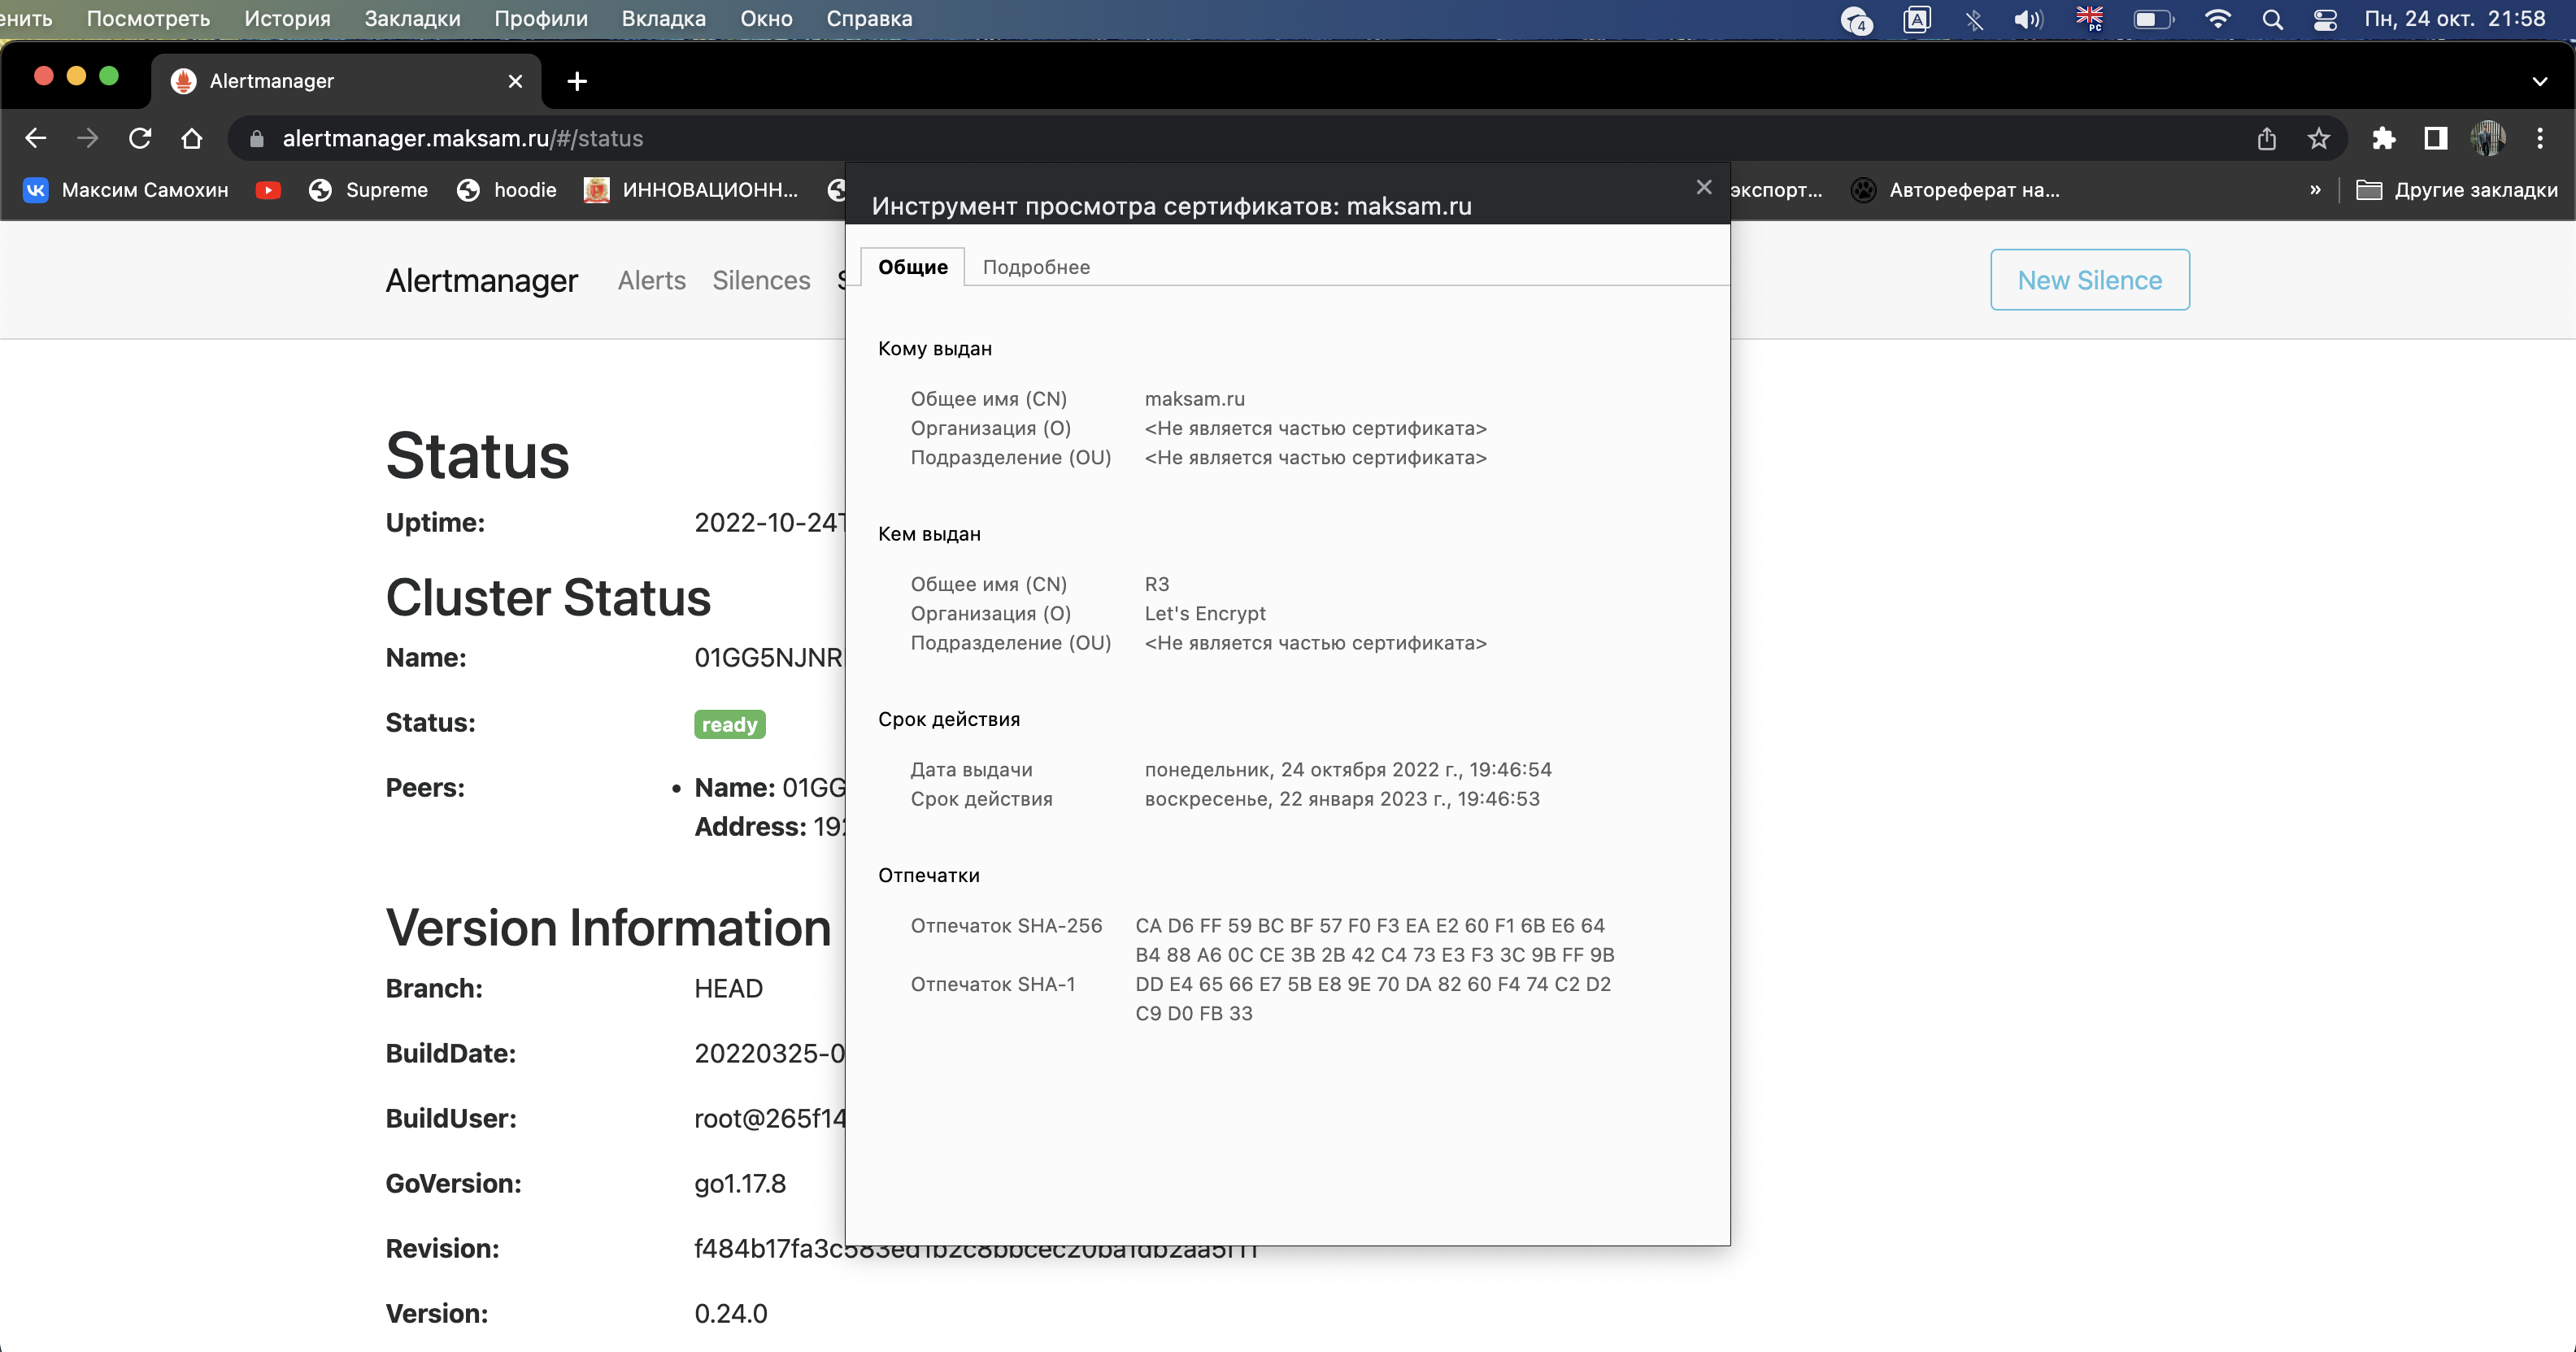 Посмотреть История Закладки Профили Вкладка Окно Справка 4 A PC Пн, 24 окт. 21:58
Alertmanager
alertmanager.maksam.ru/#/status
Максим Самохин Supreme hoodie ИННОВАЦИОНН... экспорт... Автореферат на... » Другие закладки
Инструмент просмотра сертификатов: maksam.ru
Alertmanager Alerts Silences New Silence
Общие Подробнее
Кому выдан
Общее имя (CN) maksam.ru
Организация (O) <Не является частью сертификата>
Подразделение (OU) <Не является частью сертификата>
Кем выдан
Общее имя (CN) R3
Организация (O) Let's Encrypt
Подразделение (OU) <Не является частью сертификата>
Срок действия
Дата выдачи понедельник, 24 октября 2022 г., 19:46:54
Срок действия воскресенье, 22 января 2023 г., 19:46:53
Отпечатки
Отпечаток SHA-256 CA D6 FF 59 BC BF 57 F0 F3 EA E2 60 F1 6B E6 64
B4 88 A6 0C CE 3B 2B 42 C4 73 E3 F3 3C 9B FF 9B
Отпечаток SHA-1 DD E4 65 66 E7 5B E8 9E 70 DA 82 60 F4 74 C2 D2
C9 D0 FB 33
Status
Uptime: 2022-10-24T
Cluster Status
Name: 01GG5NJNR
Status: ready
Peers: • Name: 01GG
Address: 192
Version Information
Branch: HEAD
BuildDate: 20220325-0
BuildUser: root@265f14
GoVersion: go1.17.8
Revision:
Version: 0.24.0